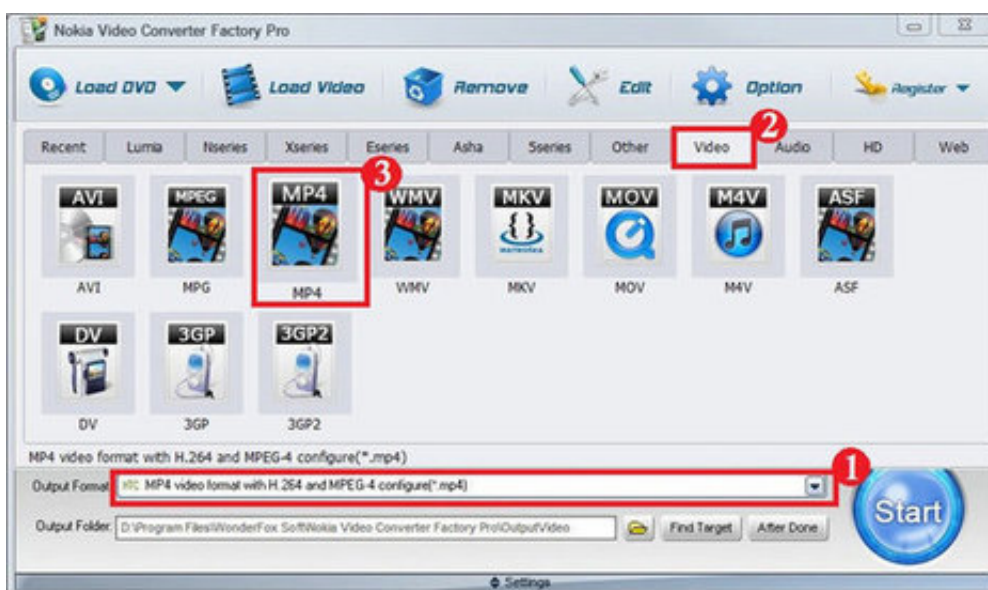 Nokia Video Converter Factory Pro
Load DVD Load Video Remove Edit Option Register
2
Recent Lumia Nseries Xseries Eseries Asha Sseries Other Video Audio HD Web
3
AVI MPEG MP4 WMV MKV MOV M4V ASF
matroska
AVI MPG MP4 WMV MKV MOV M4V ASF
DV 3GP 3GP2
DV 3GP 3GP2
MP4 video format with H.264 and MPEG-4 configure(*.mp4)
1
Output Format: HTC MP4 video format with H.264 and MPEG-4 configure(*.mp4)
Start
Output Folder: D:\Program Files\WonderFox Soft\Nokia Video Converter Factory Pro\OutputVideo Find Target After Done
Settings